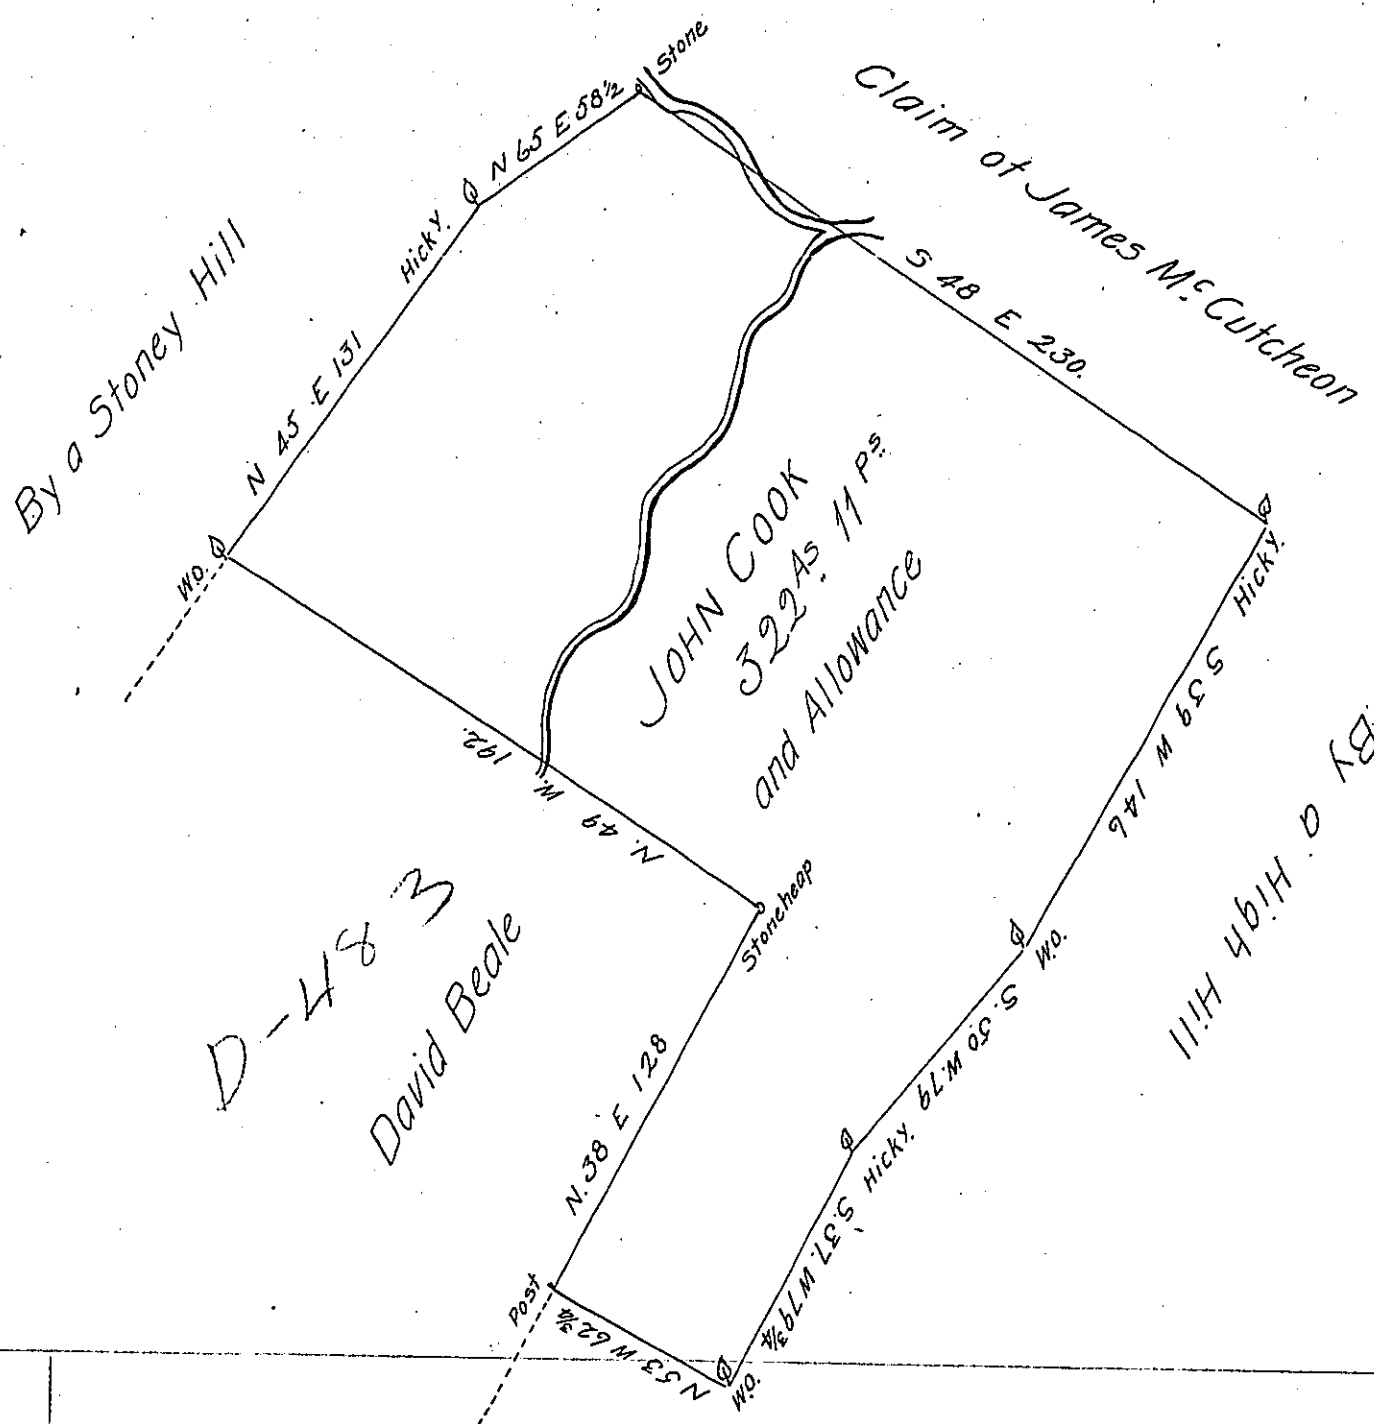 Stone
N 65 E 58½
Hicky.
N 45 E 131
By a Stoney Hill
W.O.
Claim of James Mᶜ Cutcheon
S 48 E 230.
Hicky.
S 39 W 146
By a High Hill
W.O.
S. 50 W. 79
Hicky.
S. 37. W 79¾
W.O.
N 53 W 62¾
Post
N. 38 E 128
Stoneheap
N. 49 W. 192.
JOHN COOK
322 As. 11 Ps.
and Allowance
D-483
David Beale